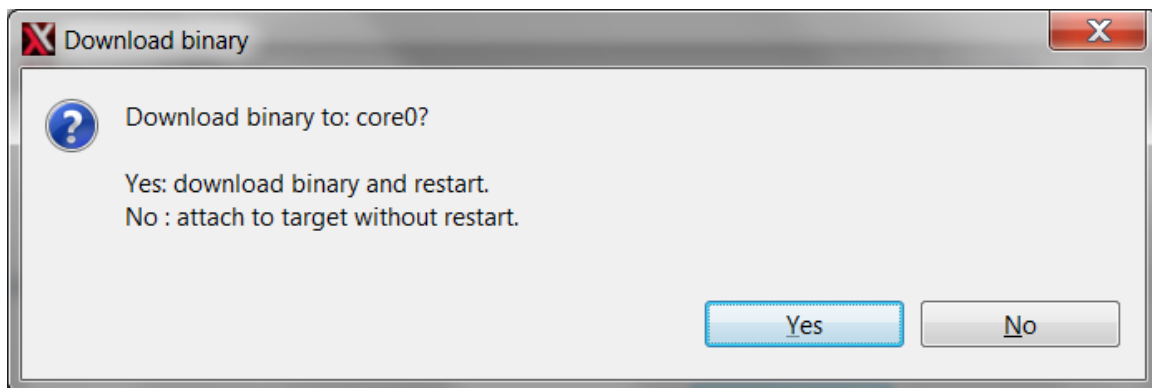 Download binary
Download binary to: core0?
Yes: download binary and restart.
No : attach to target without restart.
Yes
No